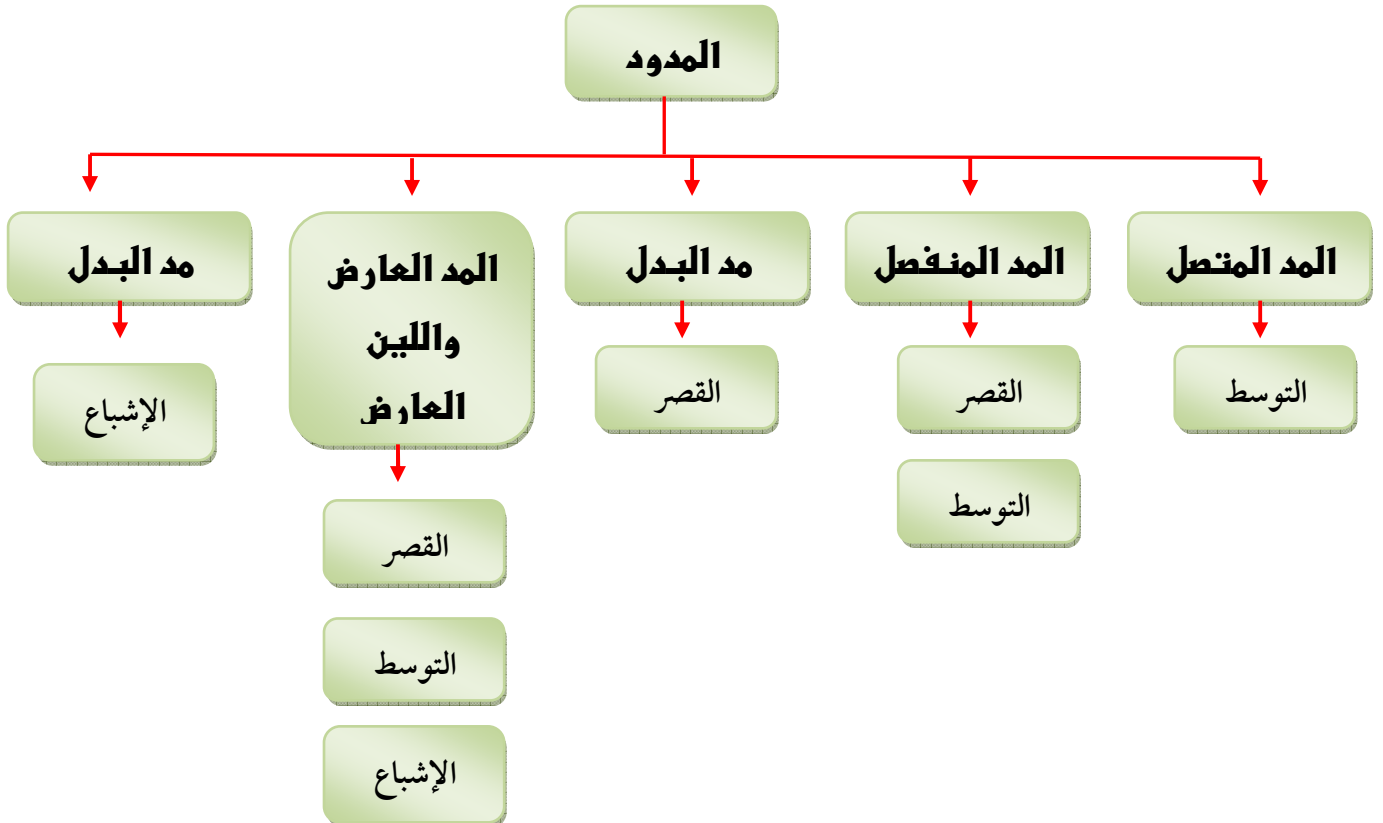 المدود
المد المتصل
المد المنفصل
مد البدل
المد العارض
واللين
العارض
مد البدل
التوسط
القصر
التوسط
القصر
القصر
التوسط
الإشباع
الإشباع